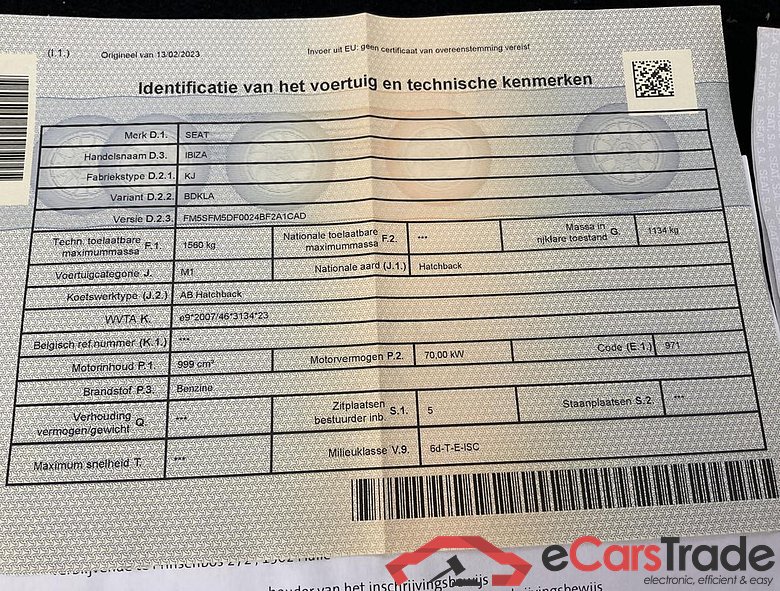 (I.1.) Origineel van 13/02/2023 Invoer uit EU: geen certificaat van overeenstemming vereist
Identificatie van het voertuig en technische kenmerken
Merk D.1. SEAT
Handelsnaam D.3. IBIZA
Fabriekstype D.2.1. KJ
Variant D.2.2. BDKLA
Versie D.2.3. FM5SFM5DF0024BF2A1CAD
Techn. toelaatbare maximummassa F.1. 1560 kg Nationale toelaatbare maximummassa F.2. --- Massa in rijklare toestand G. 1134 kg
Voertuigcategorie J. M1 Nationale aard (J.1.) Hatchback
Koetswerktype (J.2.) AB Hatchback
WVTA K. e9*2007/46*3134*23
Belgisch ref.nummer (K.1.) ---
Motorinhoud P.1. 999 cm³ Motorvermogen P.2. 70,00 kW Code (E.1.) 971
Brandstof P.3. Benzine
Verhouding vermogen/gewicht Q. --- Zitplaatsen bestuurder inb. S.1. 5 Staanplaatsen S.2. ---
Maximum snelheid T. --- Milieuklasse V.9. 6d-T-E-ISC
houder van het inschrijvingsbewijs
eCarsTrade
electronic, efficient & easy